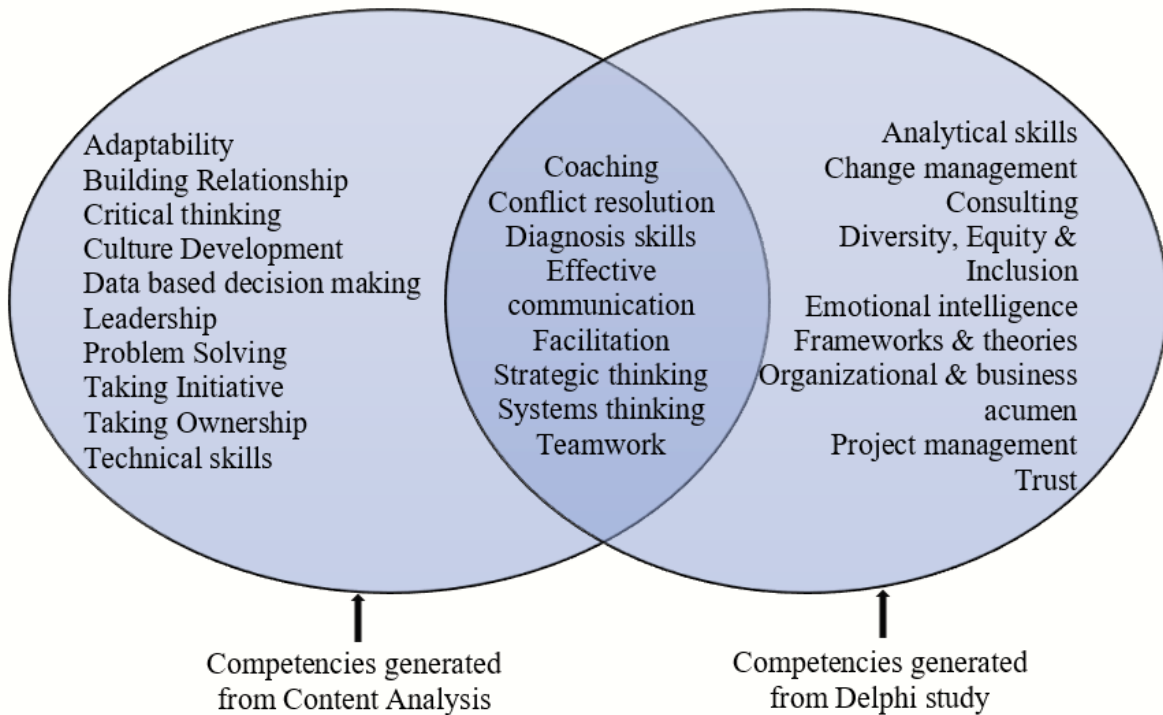 Adaptability
Building Relationship
Critical thinking
Culture Development
Data based decision making
Leadership
Problem Solving
Taking Initiative
Taking Ownership
Technical skills
Coaching
Conflict resolution
Diagnosis skills
Effective
communication
Facilitation
Strategic thinking
Systems thinking
Teamwork
Analytical skills
Change management
Consulting
Diversity, Equity &
Inclusion
Emotional intelligence
Frameworks & theories
Organizational & business
acumen
Project management
Trust
Competencies generated
from Content Analysis
Competencies generated
from Delphi study